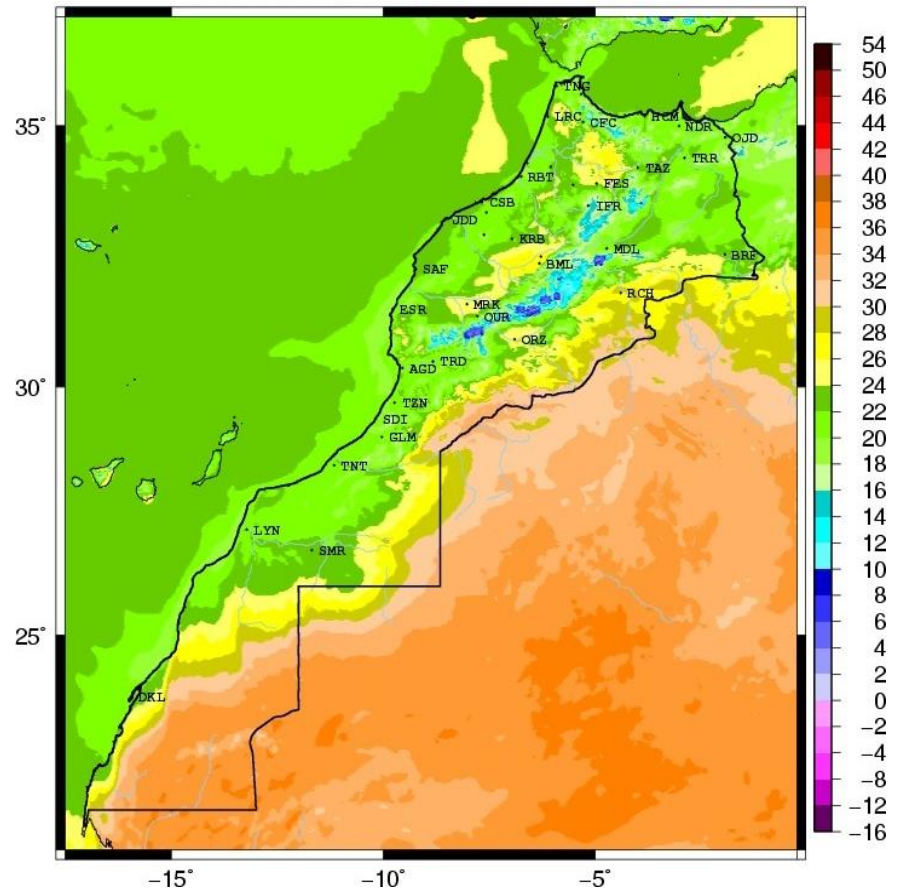 54
50
46
44
42
40
38
36
34
32
30
28
26
24
22
20
18
16
14
12
10
8
6
4
2
0
−2
−4
−8
−12
−16
35°
30°
25°
−15°
−10°
−5°
TNG
LRC
CFC
HCM
NDR
OJD
TRR
TAZ
RBT
FES
CSB
IFR
JDD
KRB
MDL
BML
BRF
SAF
RCH
MRK
ESR
OUR
ORZ
TRD
AGD
TZN
SDI
GLM
TNT
LYN
SMR
DKL